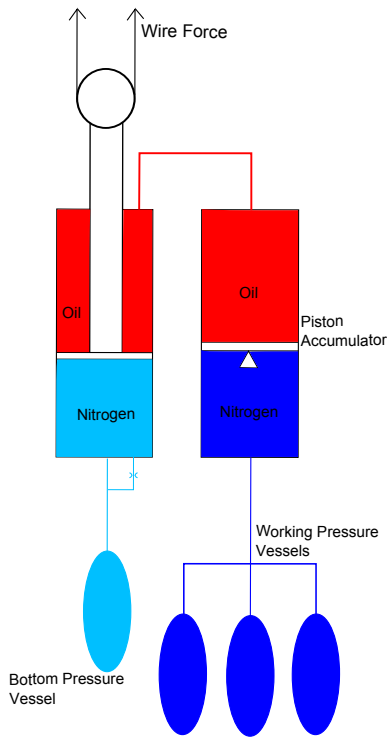 Wire Force
Oil
Oil
Piston
Accumulator
Nitrogen
Nitrogen
Working Pressure
Vessels
Bottom Pressure
Vessel